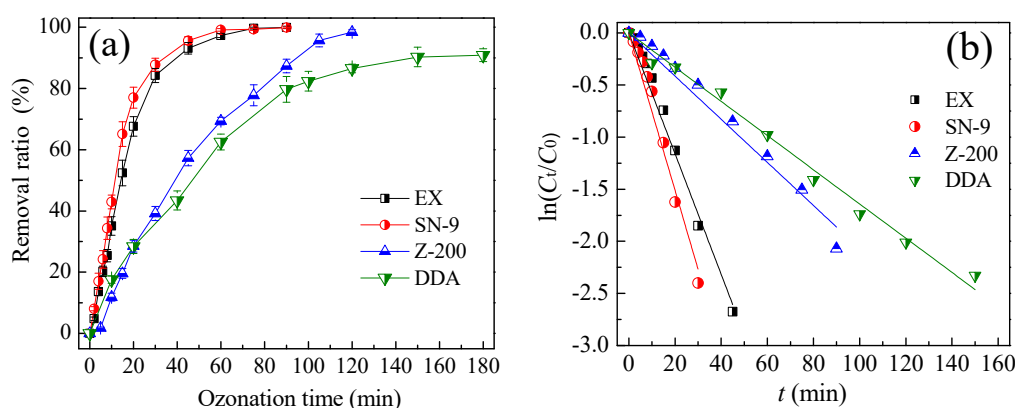 (a)
Removal ratio (%)
100
80
60
40
20
0
EX
SN-9
Z-200
DDA
0 20 40 60 80 100 120 140 160 180
Ozonation time (min)
(b)
ln(Ct/C0)
0.0
-0.5
-1.0
-1.5
-2.0
-2.5
-3.0
EX
SN-9
Z-200
DDA
0 20 40 60 80 100 120 140 160
t (min)